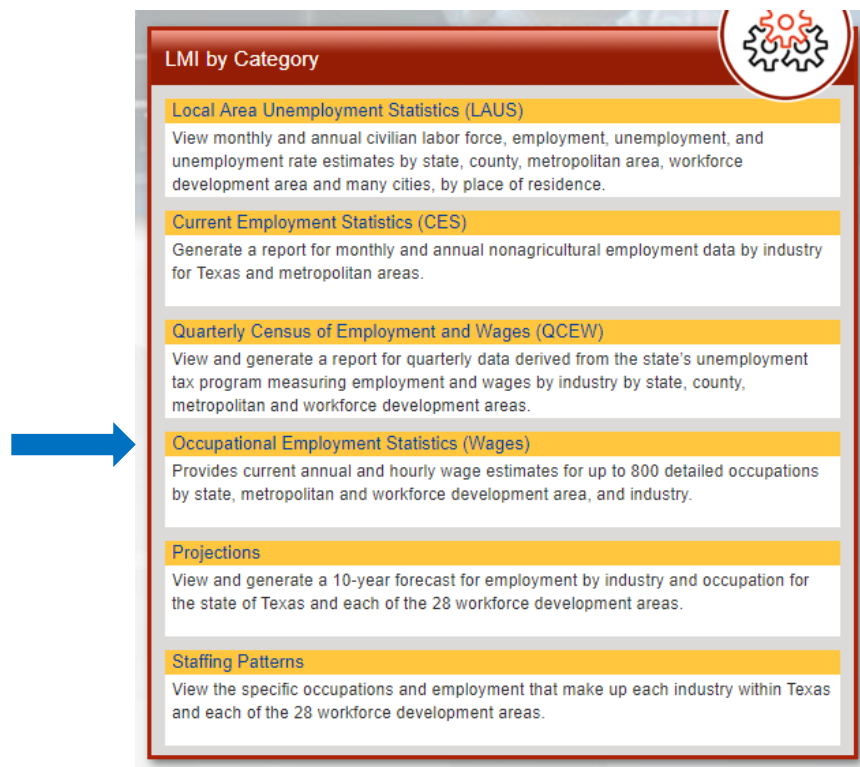 LMI by Category
Local Area Unemployment Statistics (LAUS)
View monthly and annual civilian labor force, employment, unemployment, and
unemployment rate estimates by state, county, metropolitan area, workforce
development area and many cities, by place of residence.
Current Employment Statistics (CES)
Generate a report for monthly and annual nonagricultural employment data by industry
for Texas and metropolitan areas.
Quarterly Census of Employment and Wages (QCEW)
View and generate a report for quarterly data derived from the state's unemployment
tax program measuring employment and wages by industry by state, county,
metropolitan and workforce development areas.
Occupational Employment Statistics (Wages)
Provides current annual and hourly wage estimates for up to 800 detailed occupations
by state, metropolitan and workforce development area, and industry.
Projections
View and generate a 10-year forecast for employment by industry and occupation for
the state of Texas and each of the 28 workforce development areas.
Staffing Patterns
View the specific occupations and employment that make up each industry within Texas
and each of the 28 workforce development areas.